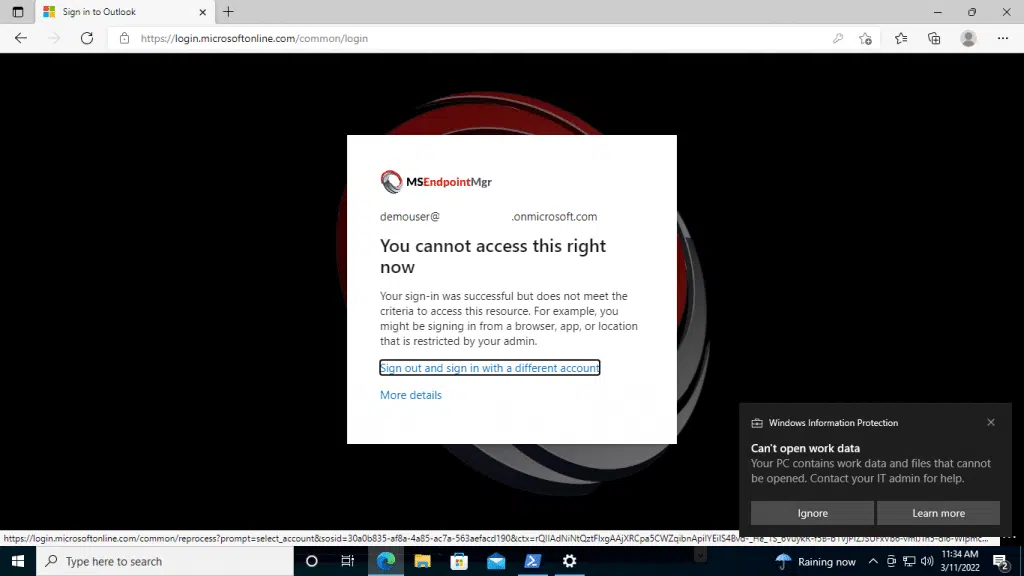 Sign in to Outlook
https://login.microsoftonline.com/common/login
MSEndpointMgr
demouser@ .onmicrosoft.com
You cannot access this right
now
Your sign-in was successful but does not meet the
criteria to access this resource. For example, you
might be signing in from a browser, app, or location
that is restricted by your admin.
Sign out and sign in with a different account
More details
Windows Information Protection
Can't open work data
Your PC contains work data and files that cannot
be opened. Contact your IT admin for help.
Ignore
Learn more
https://login.microsoftonline.com/common/reprocess?prompt=select_account&sosid=30a0b835-af8a-4a85-ac7a-563aefacd190&ctx=
Type here to search
Raining now
11:34 AM
3/11/2022
2